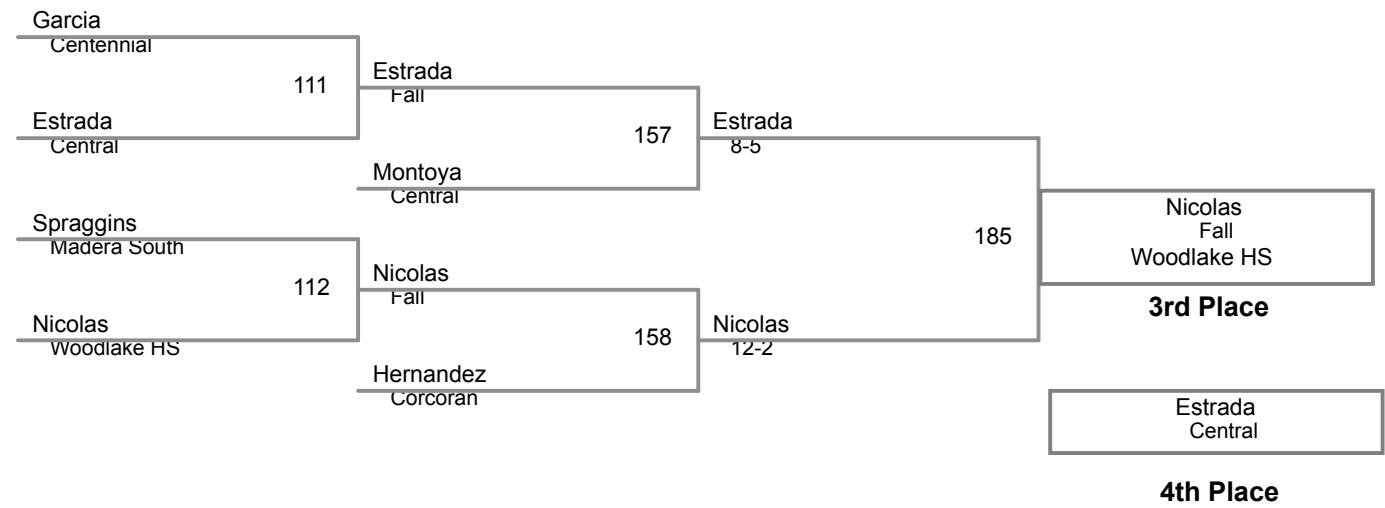 Garcia
Centennial
111
Estrada
Fall
Estrada
Central
157
Estrada
8-5
Montoya
Central
Spraggins
Madera South
185
Nicolas
Fall
Woodlake HS
3rd Place
112
Nicolas
Fall
Nicolas
Woodlake HS
158
Nicolas
12-2
Hernandez
Corcoran
Estrada
Central
4th Place